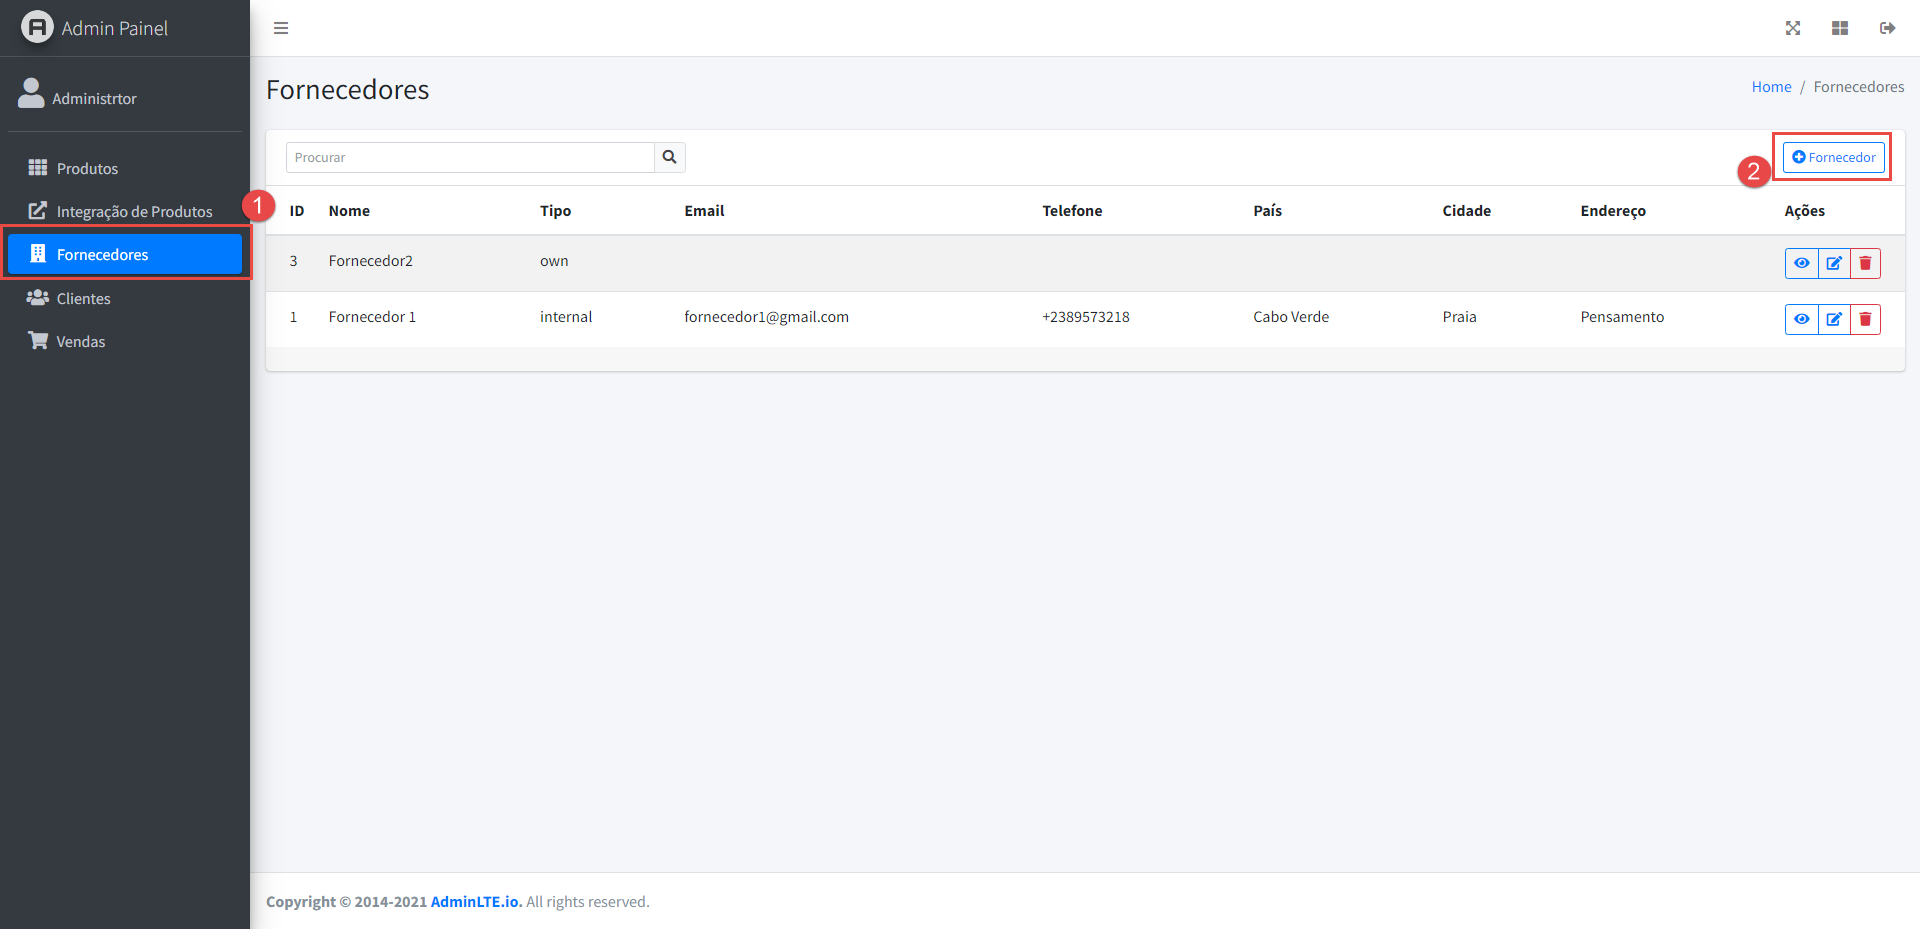 Admin Painel
Administrtor
Produtos
Integração de Produtos
1
Fornecedores
Clientes
Vendas
Fornecedores
Home / Fornecedores
Procurar
2
Fornecedor
ID Nome Tipo Email Telefone País Cidade Endereço Ações
3 Fornecedor2 own
1 Fornecedor 1 internal fornecedor1@gmail.com +2389573218 Cabo Verde Praia Pensamento
Copyright © 2014-2021 AdminLTE.io. All rights reserved.